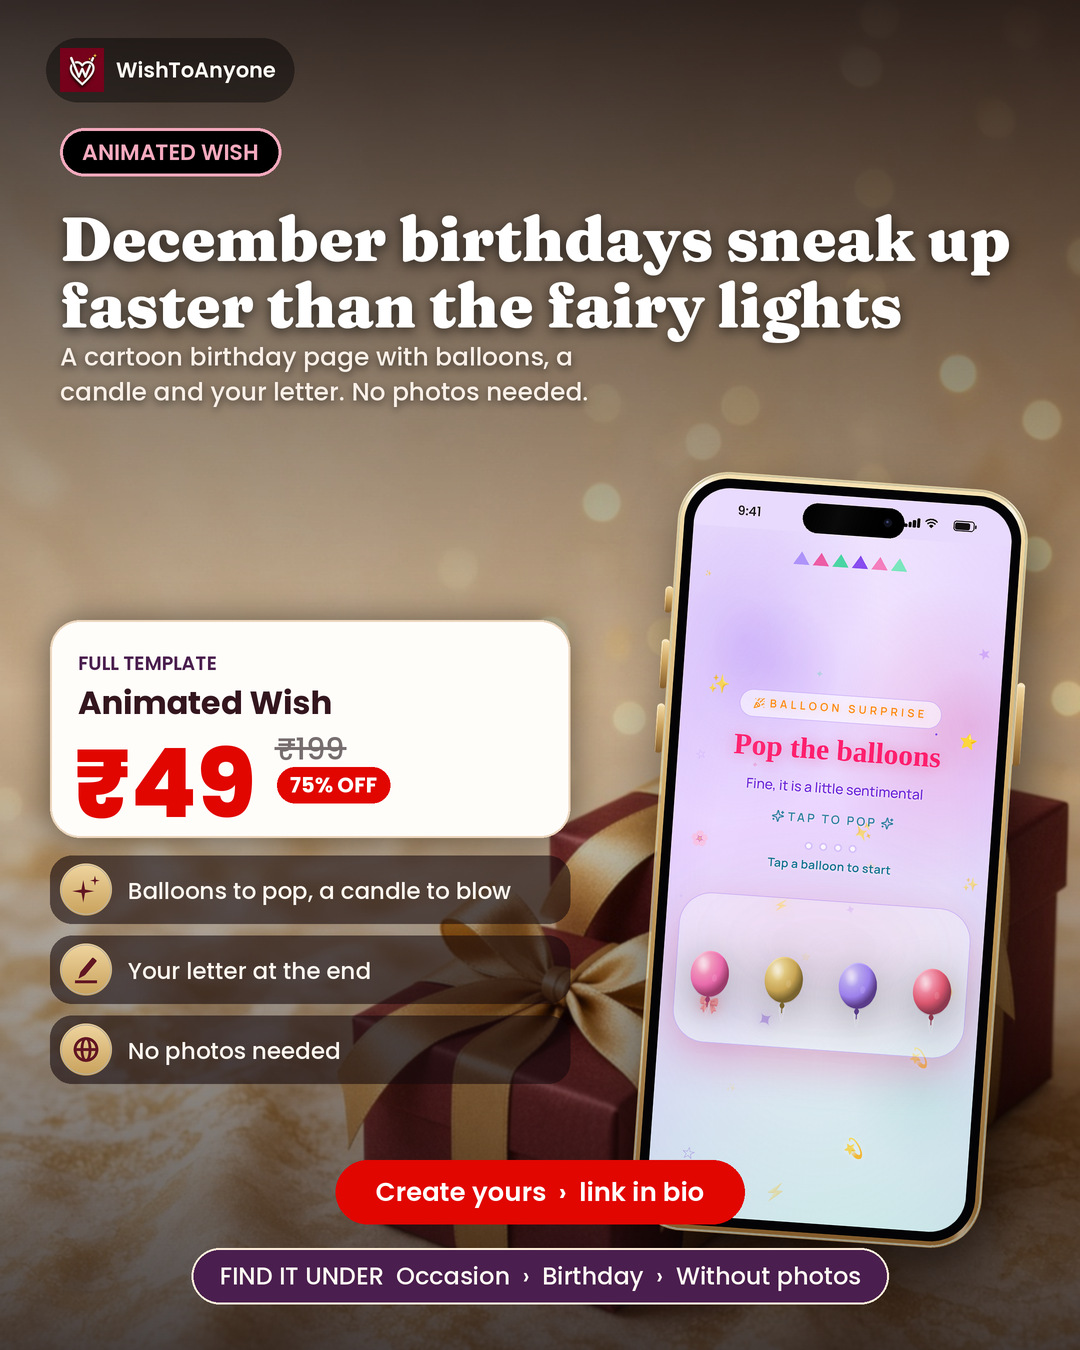 WishToAnyone
ANIMATED WISH
December birthdays sneak up
faster than the fairy lights
A cartoon birthday page with balloons, a
candle and your letter. No photos needed.
FULL TEMPLATE
Animated Wish
₹49
₹199
75% OFF
Balloons to pop, a candle to blow
Your letter at the end
No photos needed
9:41
BALLOON SURPRISE
Pop the balloons
Fine, it is a little sentimental
TAP TO POP
Tap a balloon to start
Create yours › link in bio
FIND IT UNDER Occasion › Birthday › Without photos